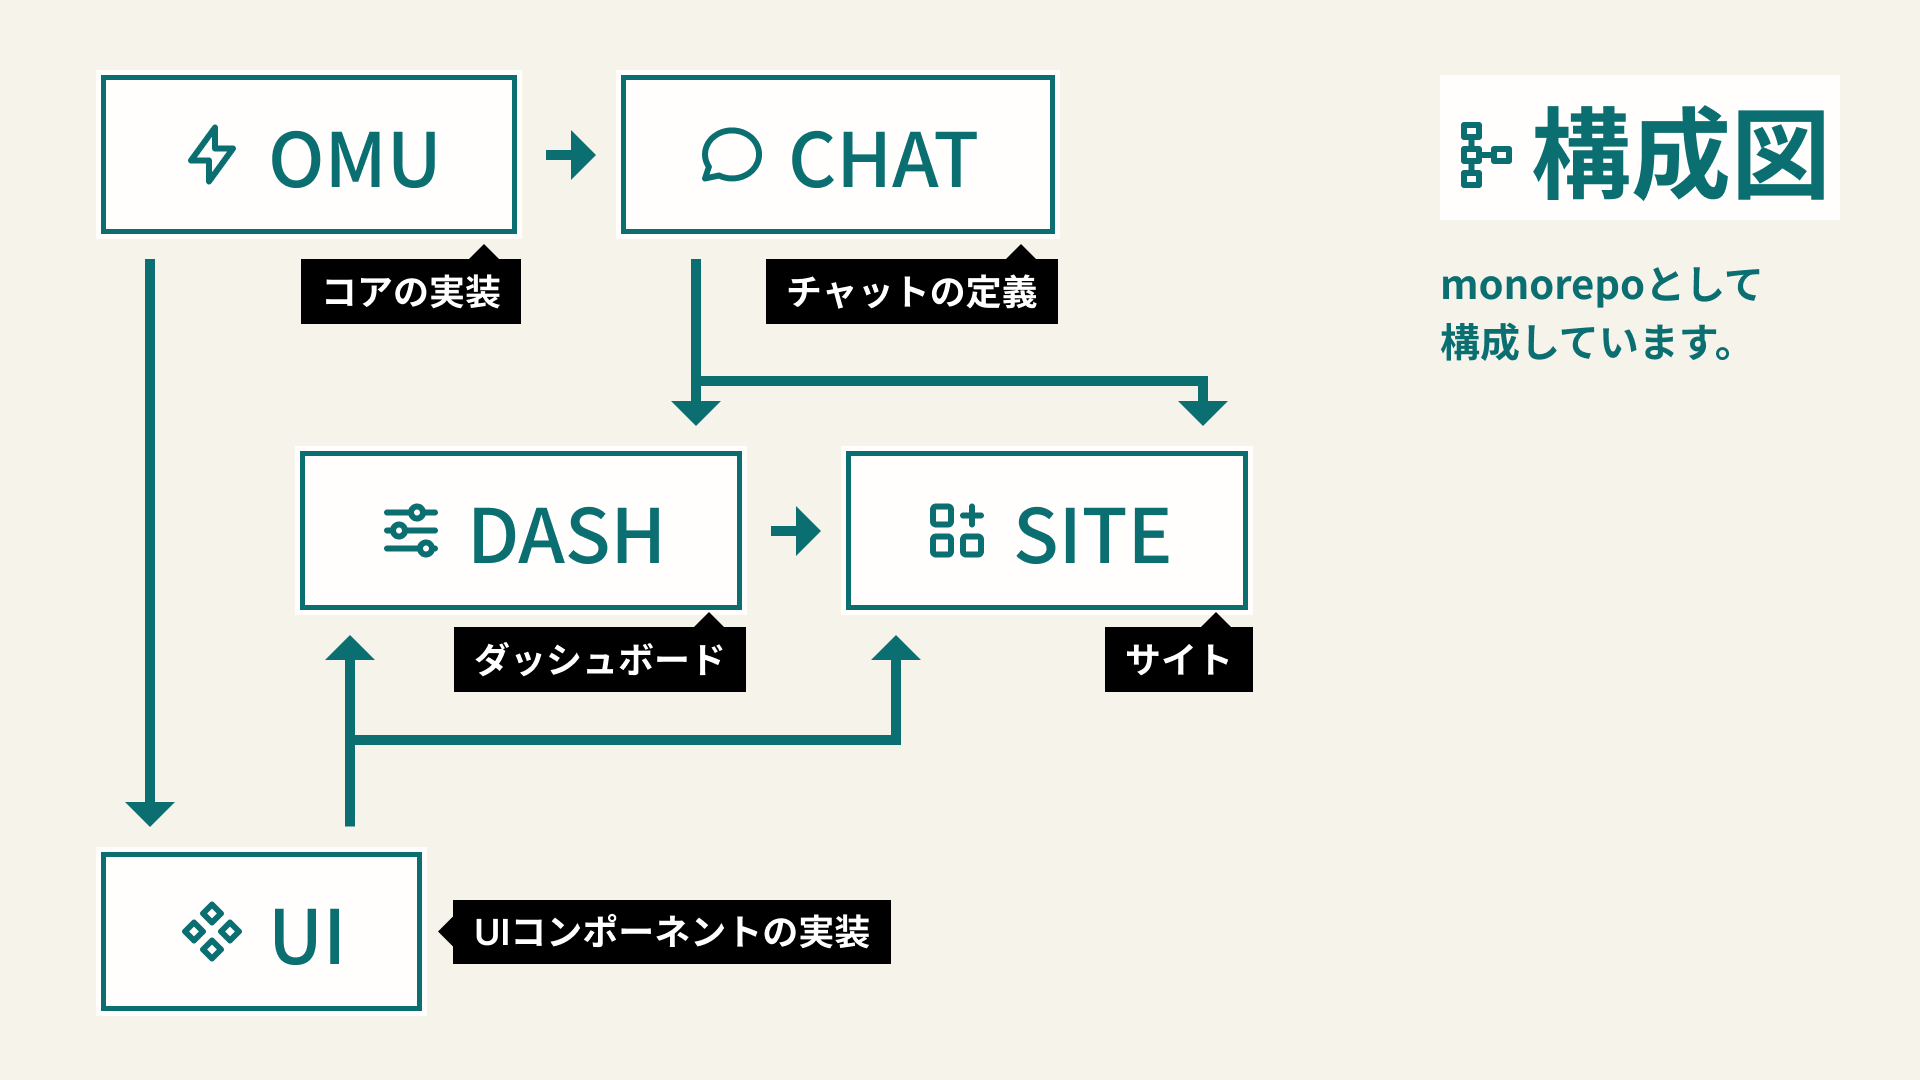 OMU
CHAT
構成図
コアの実装
チャットの定義
monorepoとして
構成しています。
DASH
SITE
ダッシュボード
サイト
UI
UIコンポーネントの実装